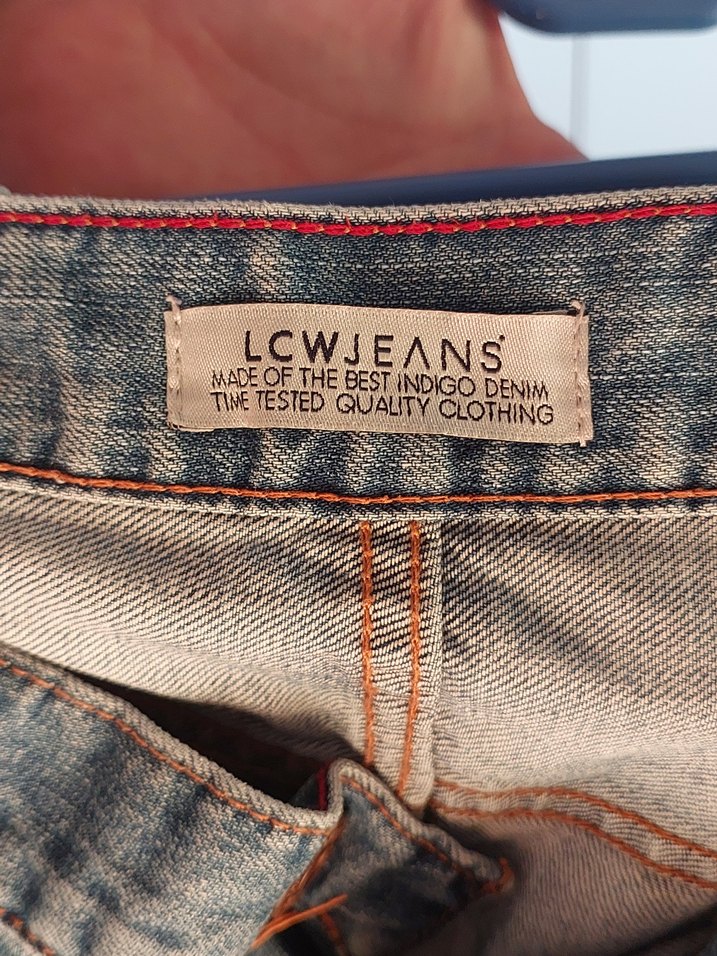 LCWJEANS
MADE OF THE BEST INDIGO DENIM
TIME TESTED QUALITY CLOTHING